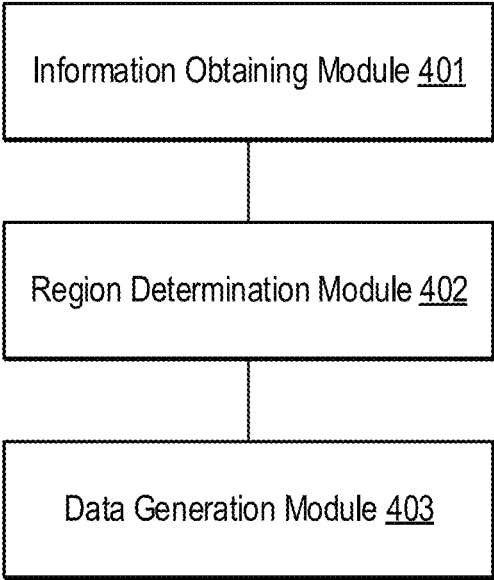 Information Obtaining Module 401
Region Determination Module 402
Data Generation Module 403